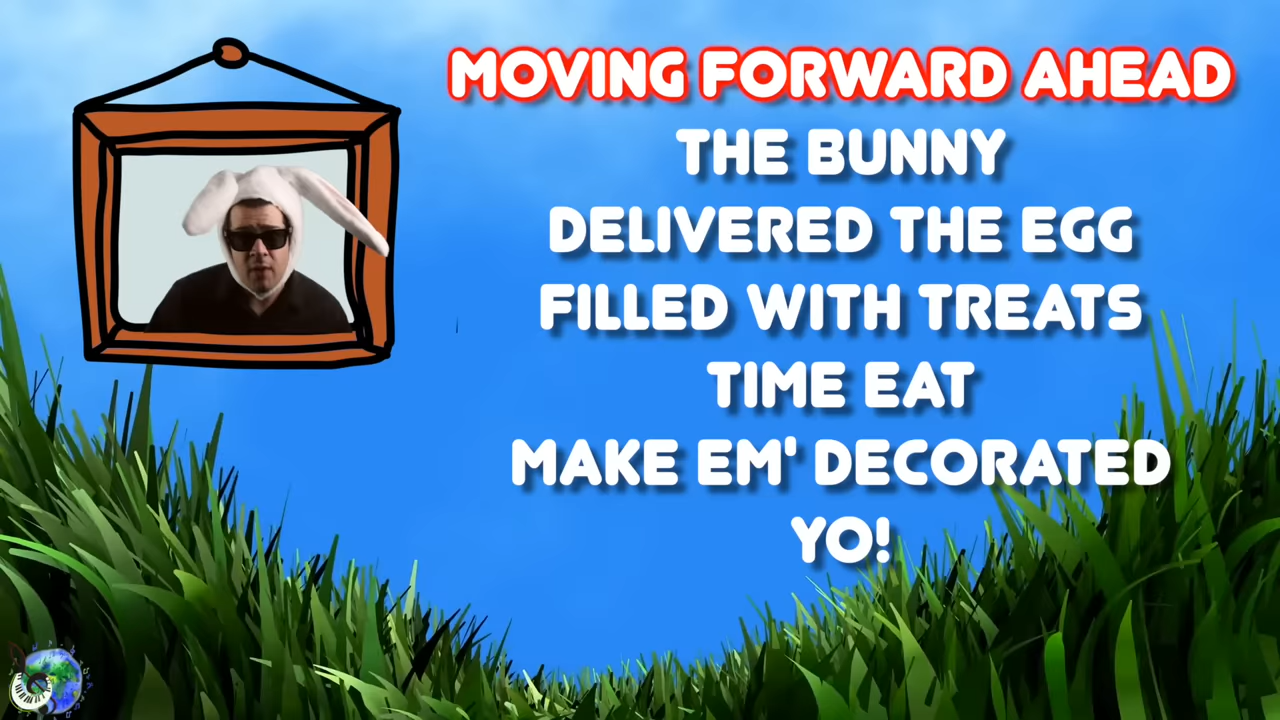 MOVING FORWARD AHEAD
THE BUNNY
DELIVERED THE EGG
FILLED WITH TREATS
TIME EAT
MAKE EM' DECORATED
YO!